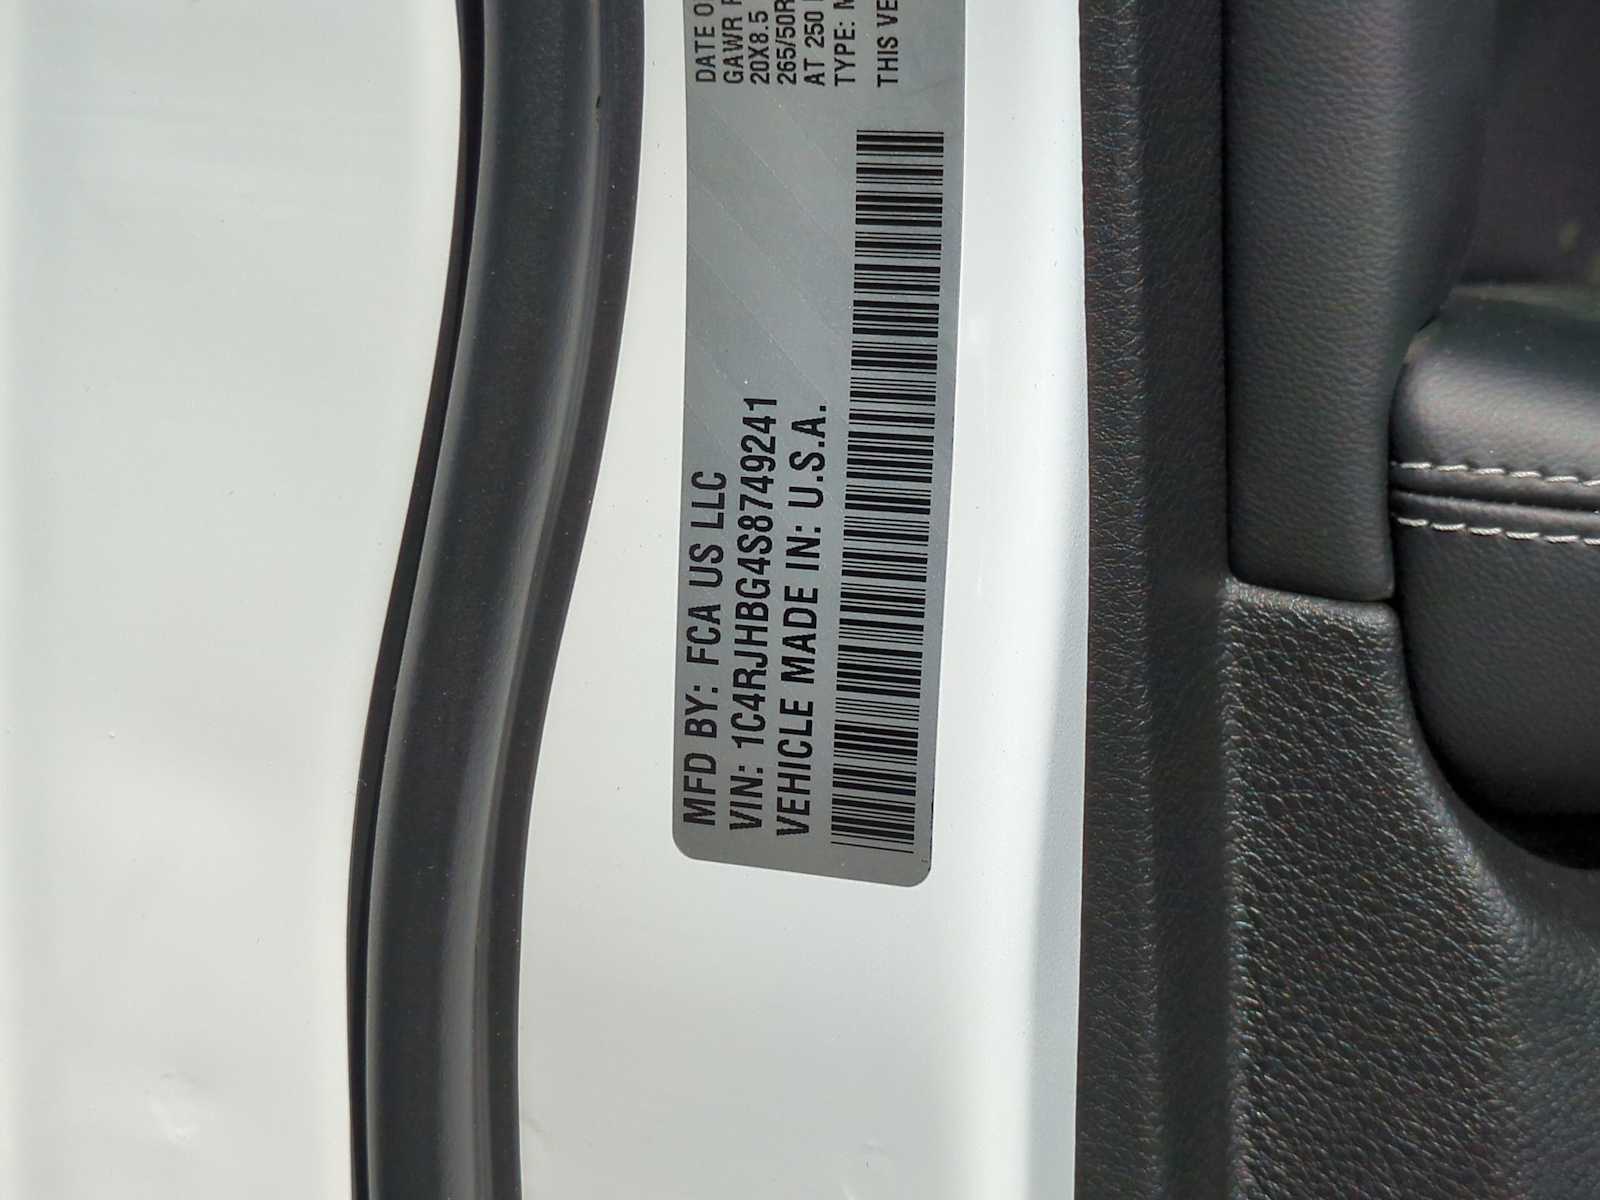 MFD BY: FCA US LLC
VIN: 1C4RJHBG4S8749241
VEHICLE MADE IN: U.S.A.
DATE O
GAWR
20X8.5
265/50R
AT 250
TYPE:
THIS VE